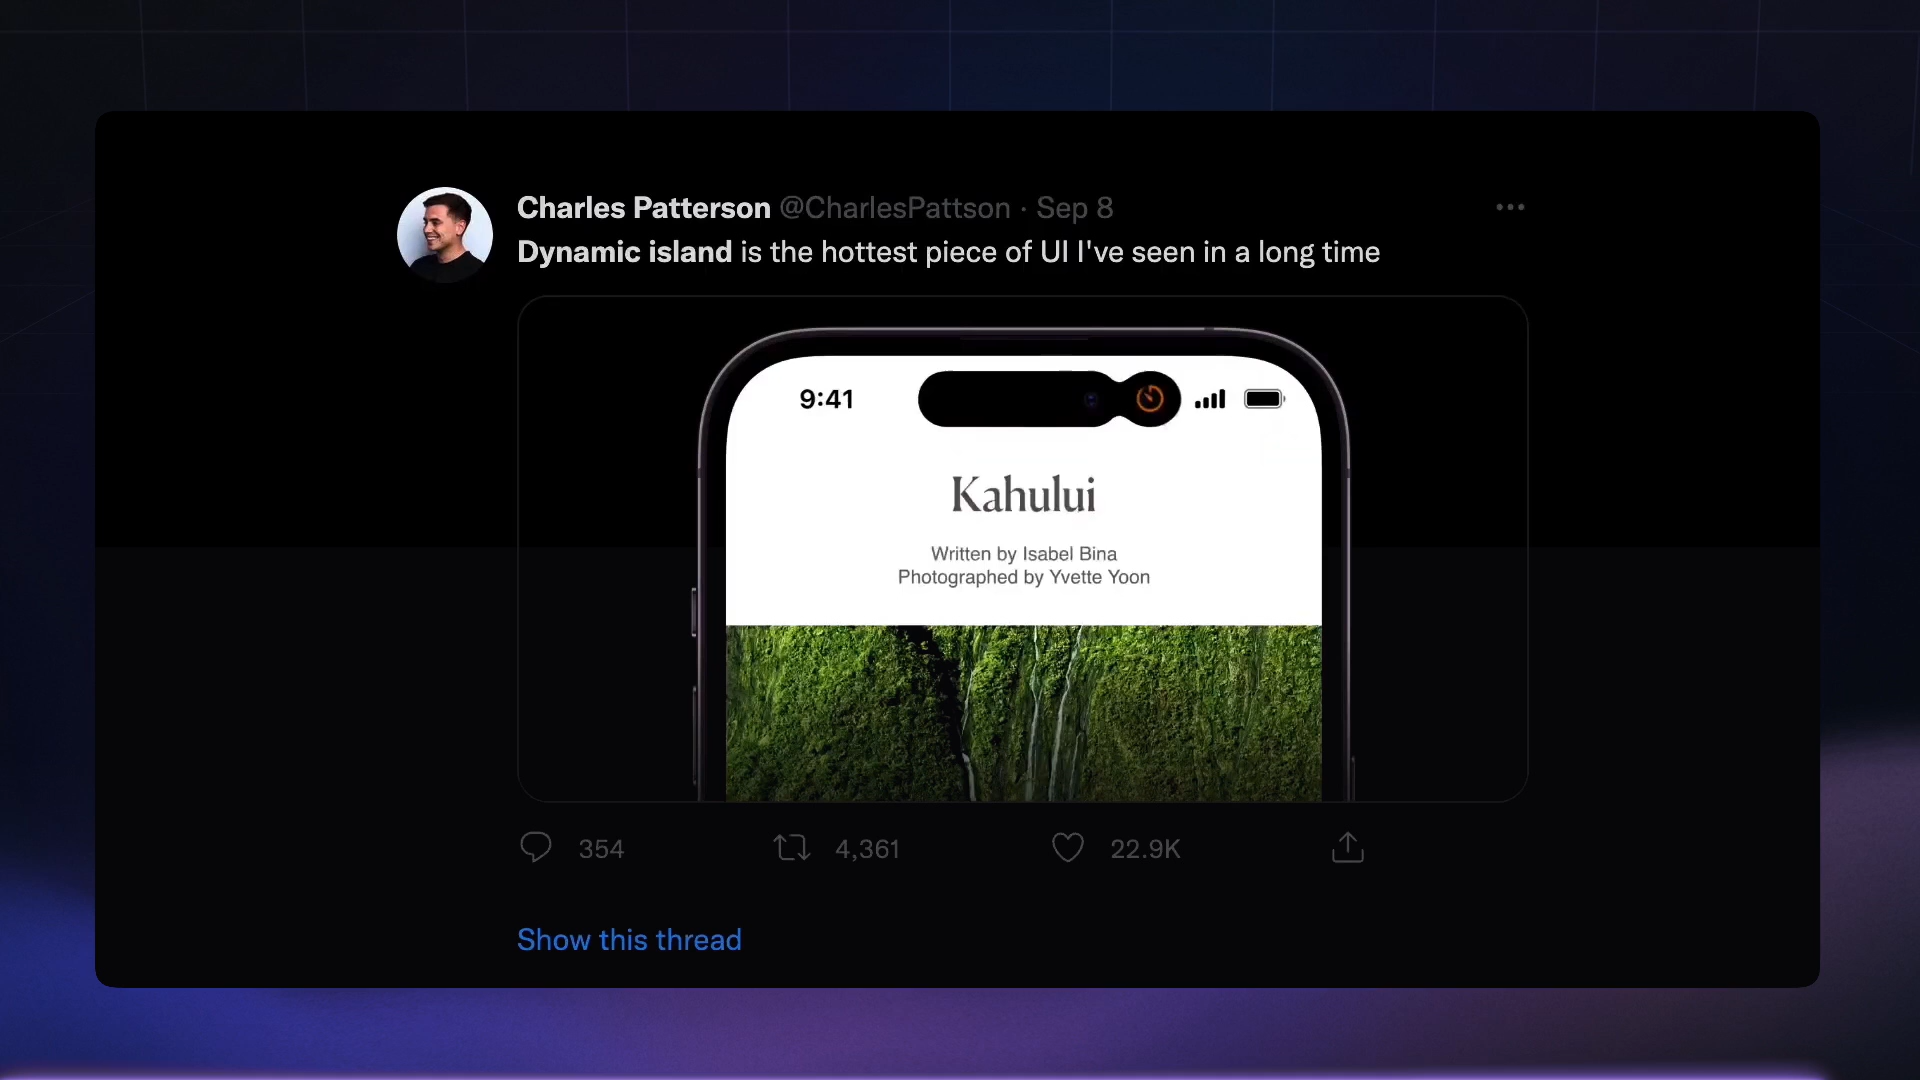 Charles Patterson @CharlesPattson · Sep 8
Dynamic island is the hottest piece of UI I've seen in a long time
9:41
Kahului
Written by Isabel Bina
Photographed by Yvette Yoon
354 4,361 22.9K
Show this thread